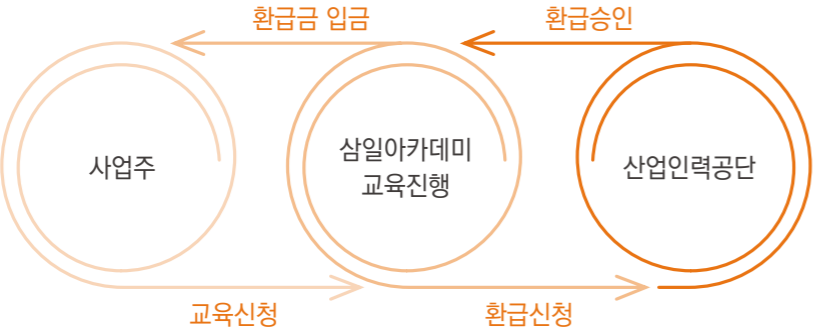 환급금 입금
환급승인
사업주
삼일아카데미
교육진행
산업인력공단
교육신청
환급신청